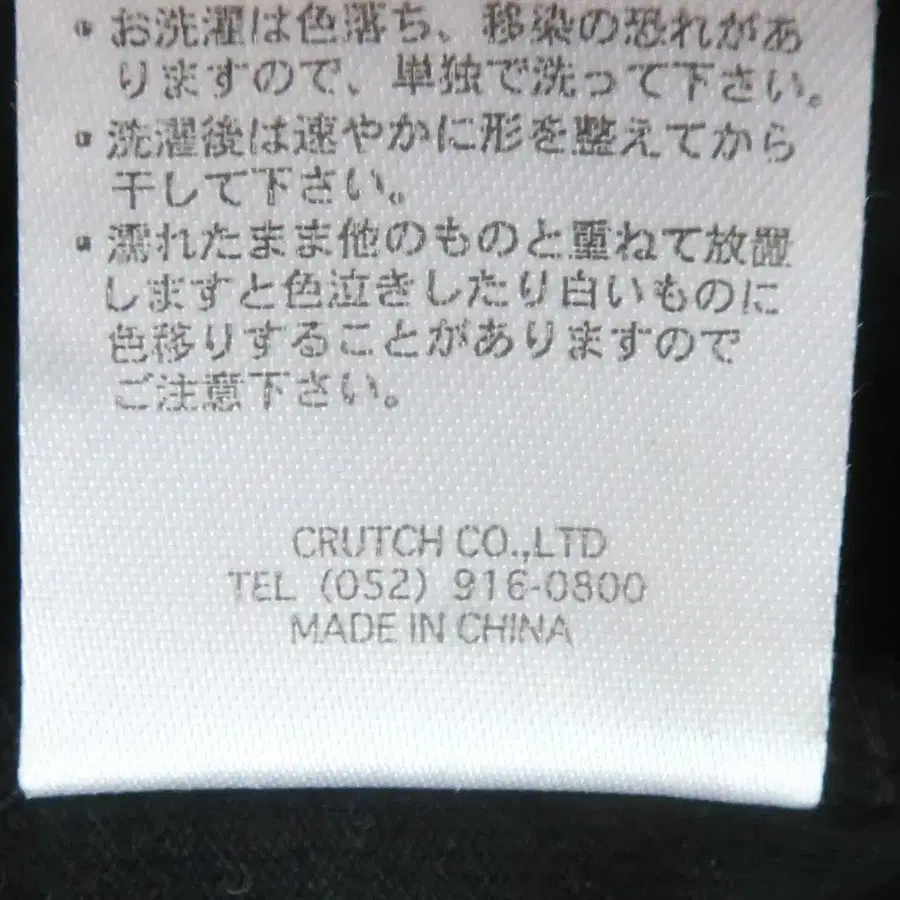 ・お洗濯は色落ち、移染の恐れがあ
りますので、単独で洗って下さい。
・洗濯後は速やかに形を整えてから
干して下さい。
・濡れたまま他のものと重ねて放置
しますと色泣きしたり白いものに
色移りすることがありますので
ご注意下さい。
CRUTCH CO.,LTD
TEL (052) 916-0800
MADE IN CHINA